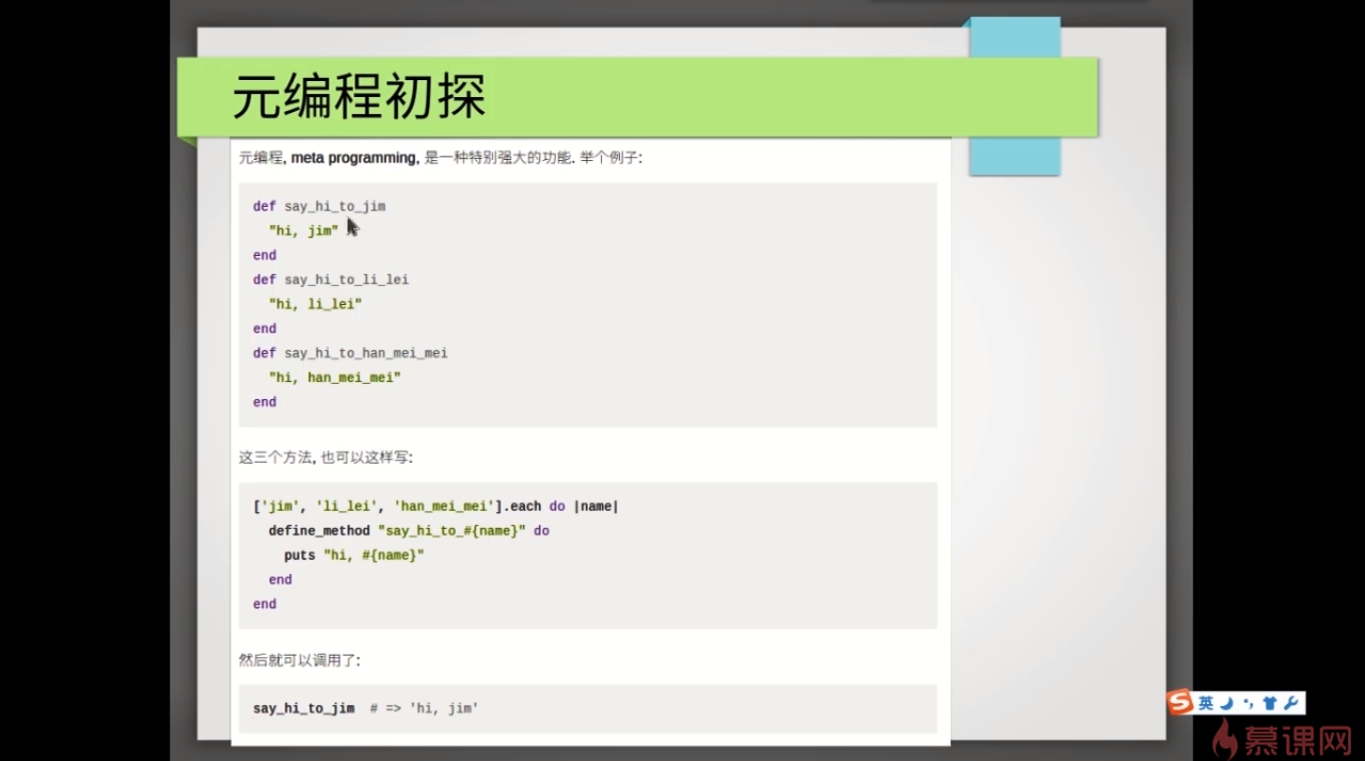 元编程初探
元编程, meta programming, 是一种特别强大的功能. 举个例子:
def say_hi_to_jim
  "hi, jim"
end
def say_hi_to_li_lei
  "hi, li_lei"
end
def say_hi_to_han_mei_mei
  "hi, han_mei_mei"
end
这三个方法, 也可以这样写:
['jim', 'li_lei', 'han_mei_mei'].each do |name|
  define_method "say_hi_to_#{name}" do
    puts "hi, #{name}"
  end
end
然后就可以调用了:
say_hi_to_jim  # => 'hi, jim'
S 英
慕课网